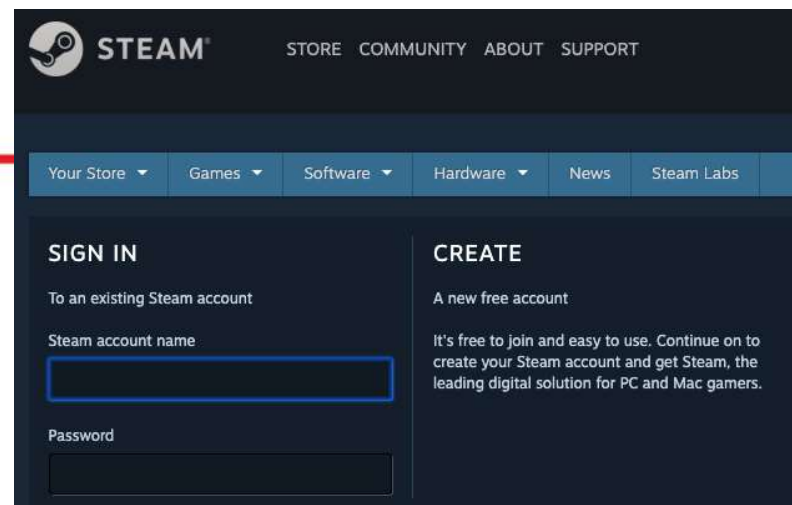 STEAM®
STORE COMMUNITY ABOUT SUPPORT
Your Store Games Software Hardware News Steam Labs
SIGN IN
To an existing Steam account
Steam account name
Password
CREATE
A new free account
It's free to join and easy to use. Continue on to
create your Steam account and get Steam, the
leading digital solution for PC and Mac gamers.